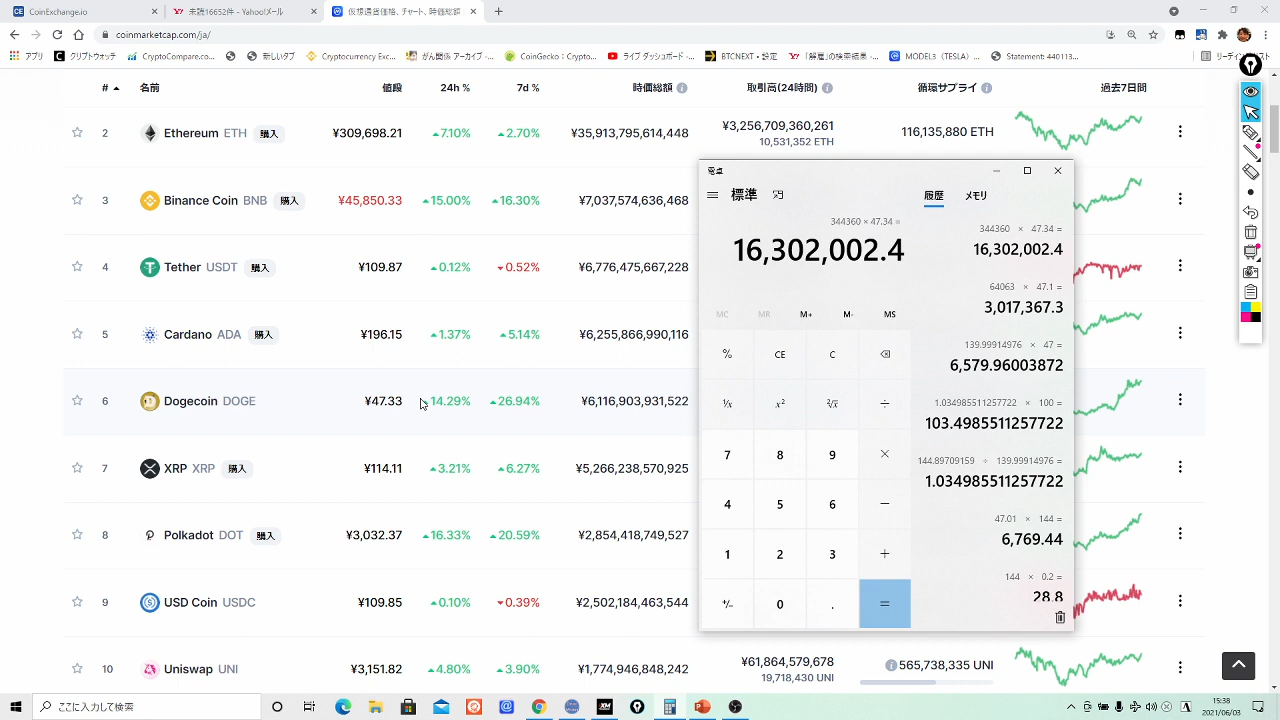 CoinExchange.io
未読16652件 - Yahoo!メール
仮想通貨価格、チャート、時価総額
coinmarketcap.com/ja/
アプリ
クリプトウォッチ
CryptoCompare...
新しいタブ
Cryptocurrency Exc...
がん関係 アーカイブ -...
CoinGecko : Crypto...
ライブ ダッシュボード -...
BTCNEXT • 設定
「解雇」の検索結果 -...
MODEL3（TESLA）...
Statement: 440113...
# 名前 値段 24h % 7d % 時価総額 取引高(24時間) 循環サプライ 過去7日間
2 Ethereum ETH 購入 ¥309,698.21 7.10% 2.70% ¥35,913,795,614,448 ¥3,256,709,360,261 116,135,880 ETH
10,531,352 ETH
3 Binance Coin BNB 購入 ¥45,850.33 15.00% 16.30% ¥7,037,574,636,468
4 Tether USDT 購入 ¥109.87 0.12% 0.52% ¥6,776,475,667,228
5 Cardano ADA 購入 ¥196.15 1.37% 5.14% ¥6,255,866,990,116
6 Dogecoin DOGE ¥47.33 14.29% 26.94% ¥6,116,903,931,522
7 XRP XRP 購入 ¥114.11 3.21% 6.27% ¥5,266,238,570,925
8 Polkadot DOT 購入 ¥3,032.37 16.33% 20.59% ¥2,854,418,749,527
9 USD Coin USDC ¥109.85 0.10% 0.39% ¥2,502,184,463,544
10 Uniswap UNI ¥3,151.82 4.80% 3.90% ¥1,774,946,848,242 ¥61,864,579,678 565,738,335 UNI
19,718,430 UNI
電卓
標準
履歴 メモリ
344360 × 47.34 =
16,302,002.4
MC MR M+ M- MS
% CE C
¹/x x² ²√x ÷
7 8 9 ×
4 5 6 −
1 2 3 +
+/− 0 . =
344360 × 47.34 =
16,302,002.4
64063 × 47.1 =
3,017,367.3
139.99914976 × 47 =
6,579.96003872
1.034985511257722 × 100 =
103.4985511257722
144.89709159 ÷ 139.99914976 =
1.034985511257722
47.01 × 144 =
6,769.44
144 × 0.2 =
28.8
ここに入力して検索
15:38
2021/06/03